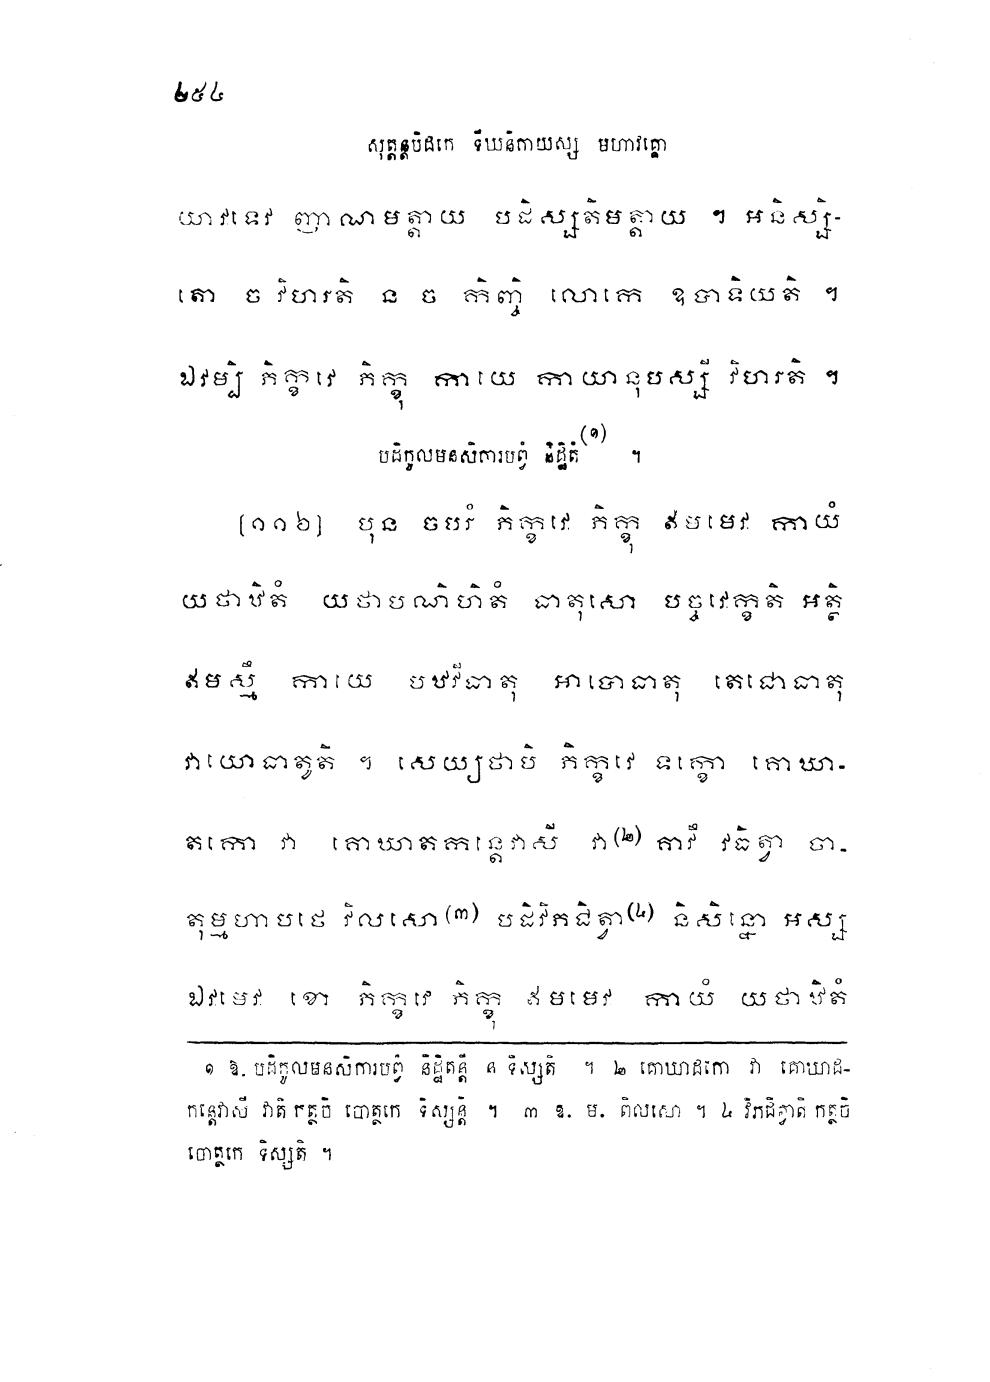 ២៥៤
សុត្តន្តបិដកេ ទីឃនិកាយស្ស មហាវគ្គោ
យាវទេវ ញាណមត្តាយ បដិស្សតិមត្តាយ ។ អនិស្សិ-
តោ ច វិហរតិ ន ច កិញ្ចិ លោកេ ឧបាទិយតិ ។
ឯវម្បិ ភិក្ខវេ ភិក្ខុ កាយេ កាយានុបស្សី វិហរតិ ។
បដិកូលមនសិការបព្វំ និដ្ឋិតំ(១) ។
[១១៦] បុន ចបរំ ភិក្ខវេ ភិក្ខុ ឥមមេវ កាយំ
យថាឋិតំ យថាបណិហិតំ ធាតុសោ បច្ចវេក្ខតិ អត្ថិ
ឥមស្មឹ កាយេ បឋវីធាតុ អាបោធាតុ តេជោធាតុ
វាយោធាតូតិ ។ សេយ្យថាបិ ភិក្ខវេ ទក្ខោ គោឃា-
តកោ វា គោឃាតកន្តេវាសី វា(២) គាវឹ វធិត្វា ចា-
តុម្មហាបថេ វិលសោ(៣) បដិវិភជិត្វា(៤) និសិន្នោ អស្ស
ឯវមេវ ខោ ភិក្ខវេ ភិក្ខុ ឥមមេវ កាយំ យថាឋិតំ
១ ឱ. បដិកូលមនសិការបព្វំ និដ្ឋិតន្តិ ន ទិស្សតិ ។ ២ គោឃាដកោ វា គោឃាដ-
កន្តេវាសី វាតិ កត្ថចិ បោត្ថកេ ទិស្សន្តិ ។ ៣ ឧ. ម. ពិលសោ ។ ៤ វិភជិត្វាតិ កត្ថចិ
បោត្ថកេ ទិស្សតិ ។